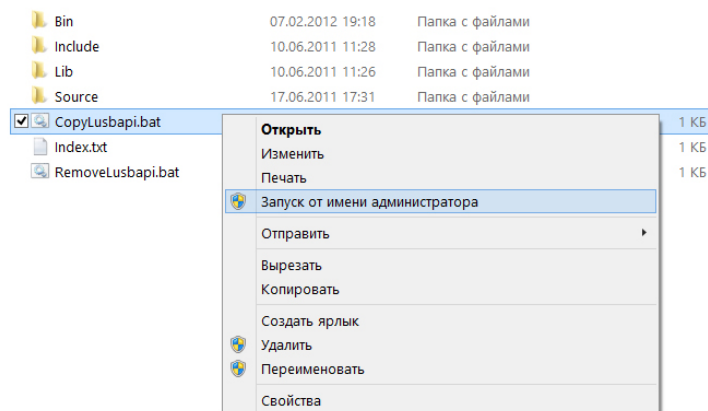 Bin 07.02.2012 19:18 Папка с файлами
Include 10.06.2011 11:28 Папка с файлами
Lib 10.06.2011 11:26 Папка с файлами
Source 17.06.2011 17:31 Папка с файлами
CopyLusbapi.bat 1 КБ
Открыть
Index.txt 1 КБ
Изменить
RemoveLusbapi.bat 1 КБ
Печать
Запуск от имени администратора
Отправить
Вырезать
Копировать
Создать ярлык
Удалить
Переименовать
Свойства